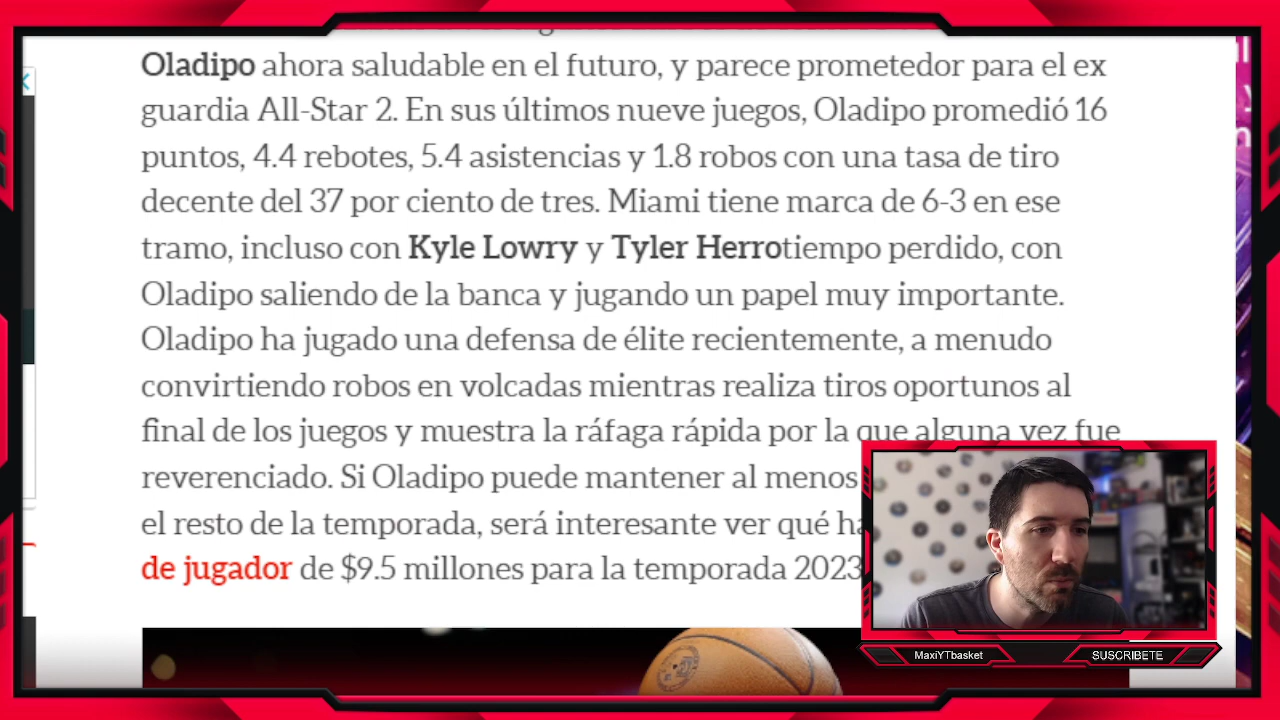 Oladipo ahora saludable en el futuro, y parece prometedor para el ex
guardia All-Star 2. En sus últimos nueve juegos, Oladipo promedió 16
puntos, 4.4 rebotes, 5.4 asistencias y 1.8 robos con una tasa de tiro
decente del 37 por ciento de tres. Miami tiene marca de 6-3 en ese
tramo, incluso con Kyle Lowry y Tyler Herrotiempo perdido, con
Oladipo saliendo de la banca y jugando un papel muy importante.
Oladipo ha jugado una defensa de élite recientemente, a menudo
convirtiendo robos en volcadas mientras realiza tiros oportunos al
final de los juegos y muestra la ráfaga rápida por la que alguna vez fue
reverenciado. Si Oladipo puede mantener al menos
el resto de la temporada, será interesante ver qué
de jugador de $9.5 millones para la temporada 2023
MaxiYTbasket
SUSCRIBETE